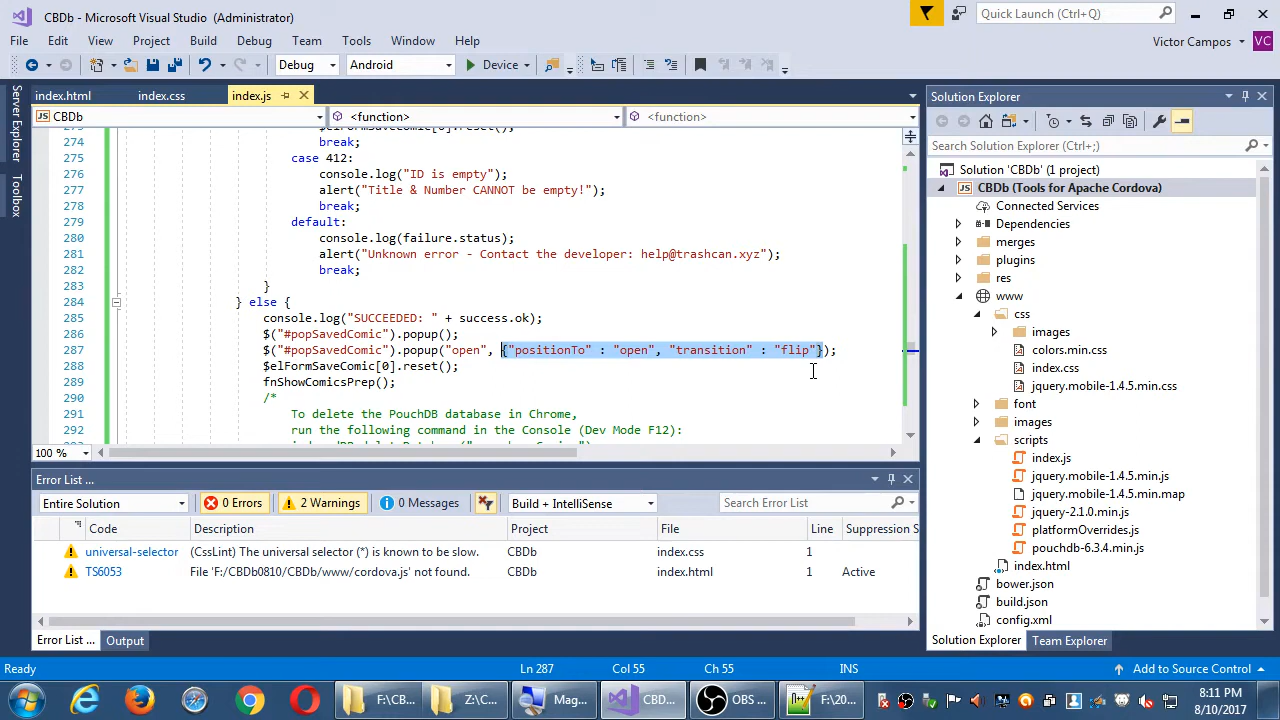 CBDb - Microsoft Visual Studio (Administrator)
Quick Launch (Ctrl+Q)
File Edit View Project Build Debug Team Tools Window Help
Victor Campos VC
Debug Android Device
index.html index.css index.js
Solution Explorer
Server Explorer
Toolbox
CBDb <function> <function>
Search Solution Explorer (Ctrl+;)
273 $elFormSaveComic[0].reset();
274 break;
275 case 412:
276 console.log("ID is empty");
277 alert("Title & Number CANNOT be empty!");
278 break;
279 default:
280 console.log(failure.status);
281 alert("Unknown error - Contact the developer: help@trashcan.xyz");
282 break;
283 }
284 } else {
285 console.log("SUCCEEDED: " + success.ok);
286 $("#popSavedComic").popup();
287 $("#popSavedComic").popup("open", {"positionTo" : "open", "transition" : "flip"});
288 $elFormSaveComic[0].reset();
289 fnShowComicsPrep();
290 /*
291 To delete the PouchDB database in Chrome,
292 rnn the following command in the Console (Dev Mode F12):
100 %
Solution 'CBDb' (1 project)
CBDb (Tools for Apache Cordova)
Connected Services
Dependencies
merges
plugins
res
www
css
images
colors.min.css
index.css
jquery.mobile-1.4.5.min.css
font
images
scripts
index.js
jquery.mobile-1.4.5.min.js
jquery.mobile-1.4.5.min.map
jquery-2.1.0.min.js
platformOverrides.js
pouchdb-6.3.4.min.js
index.html
bower.json
build.json
config.xml
Solution Explorer Team Explorer
Error List ...
Entire Solution 0 Errors 2 Warnings 0 Messages Build + IntelliSense Search Error List
Code Description Project File Line Suppression S
universal-selector (CssLint) The universal selector (*) is known to be slow. CBDb index.css 1
TS6053 File 'F:/CBDb0810/CBDb/www/cordova.js' not found. CBDb index.html 1 Active
Error List ... Output
Ready Ln 287 Col 55 Ch 55 INS Add to Source Control
F:\CB... Z:\C... Mag... CBD... OBS ... F:\20...
8:11 PM
8/10/2017